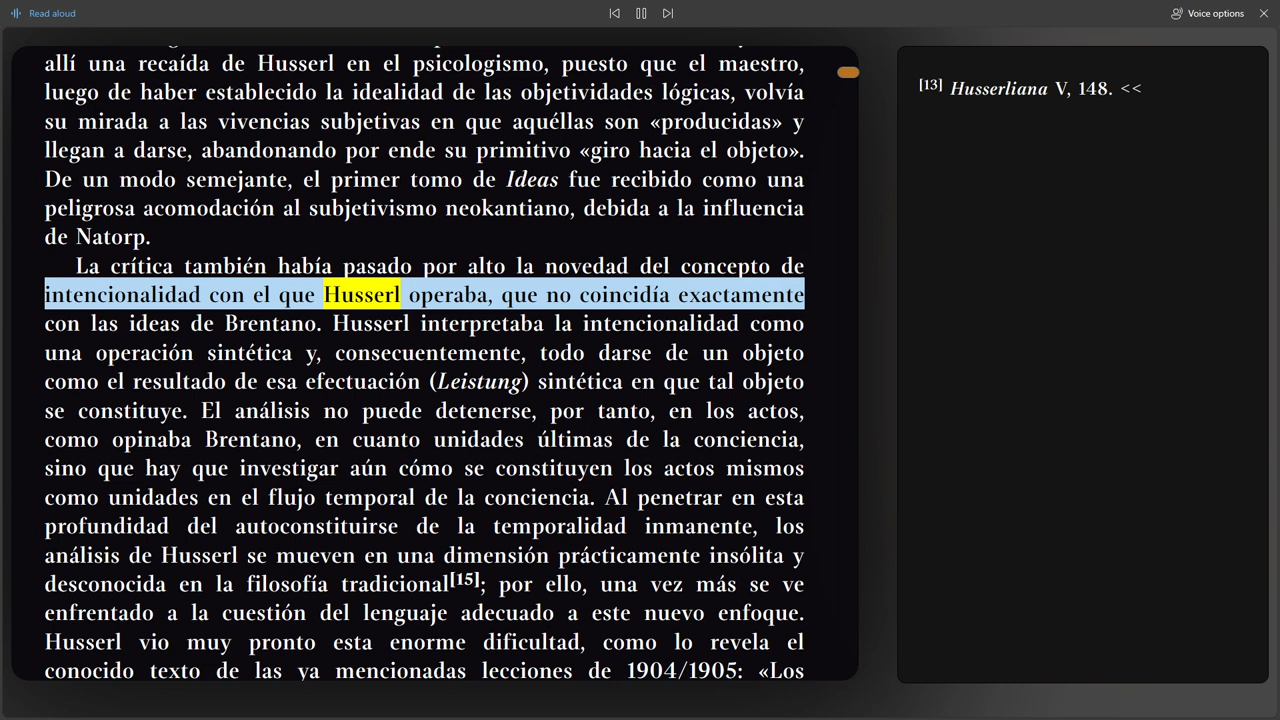 Read aloud
Voice options
allí una recaída de Husserl en el psicologismo, puesto que el maestro,
luego de haber establecido la idealidad de las objetividades lógicas, volvía
su mirada a las vivencias subjetivas en que aquéllas son «producidas» y
llegan a darse, abandonando por ende su primitivo «giro hacia el objeto».
De un modo semejante, el primer tomo de Ideas fue recibido como una
peligrosa acomodación al subjetivismo neokantiano, debida a la influencia
de Natorp.
La crítica también había pasado por alto la novedad del concepto de
intencionalidad con el que Husserl operaba, que no coincidía exactamente
con las ideas de Brentano. Husserl interpretaba la intencionalidad como
una operación sintética y, consecuentemente, todo darse de un objeto
como el resultado de esa efectuación (Leistung) sintética en que tal objeto
se constituye. El análisis no puede detenerse, por tanto, en los actos,
como opinaba Brentano, en cuanto unidades últimas de la conciencia,
sino que hay que investigar aún cómo se constituyen los actos mismos
como unidades en el flujo temporal de la conciencia. Al penetrar en esta
profundidad del autoconstituirse de la temporalidad inmanente, los
análisis de Husserl se mueven en una dimensión prácticamente insólita y
desconocida en la filosofía tradicional[15]; por ello, una vez más se ve
enfrentado a la cuestión del lenguaje adecuado a este nuevo enfoque.
Husserl vio muy pronto esta enorme dificultad, como lo revela el
conocido texto de las ya mencionadas lecciones de 1904/1905: «Los
[13] Husserliana V, 148. <<